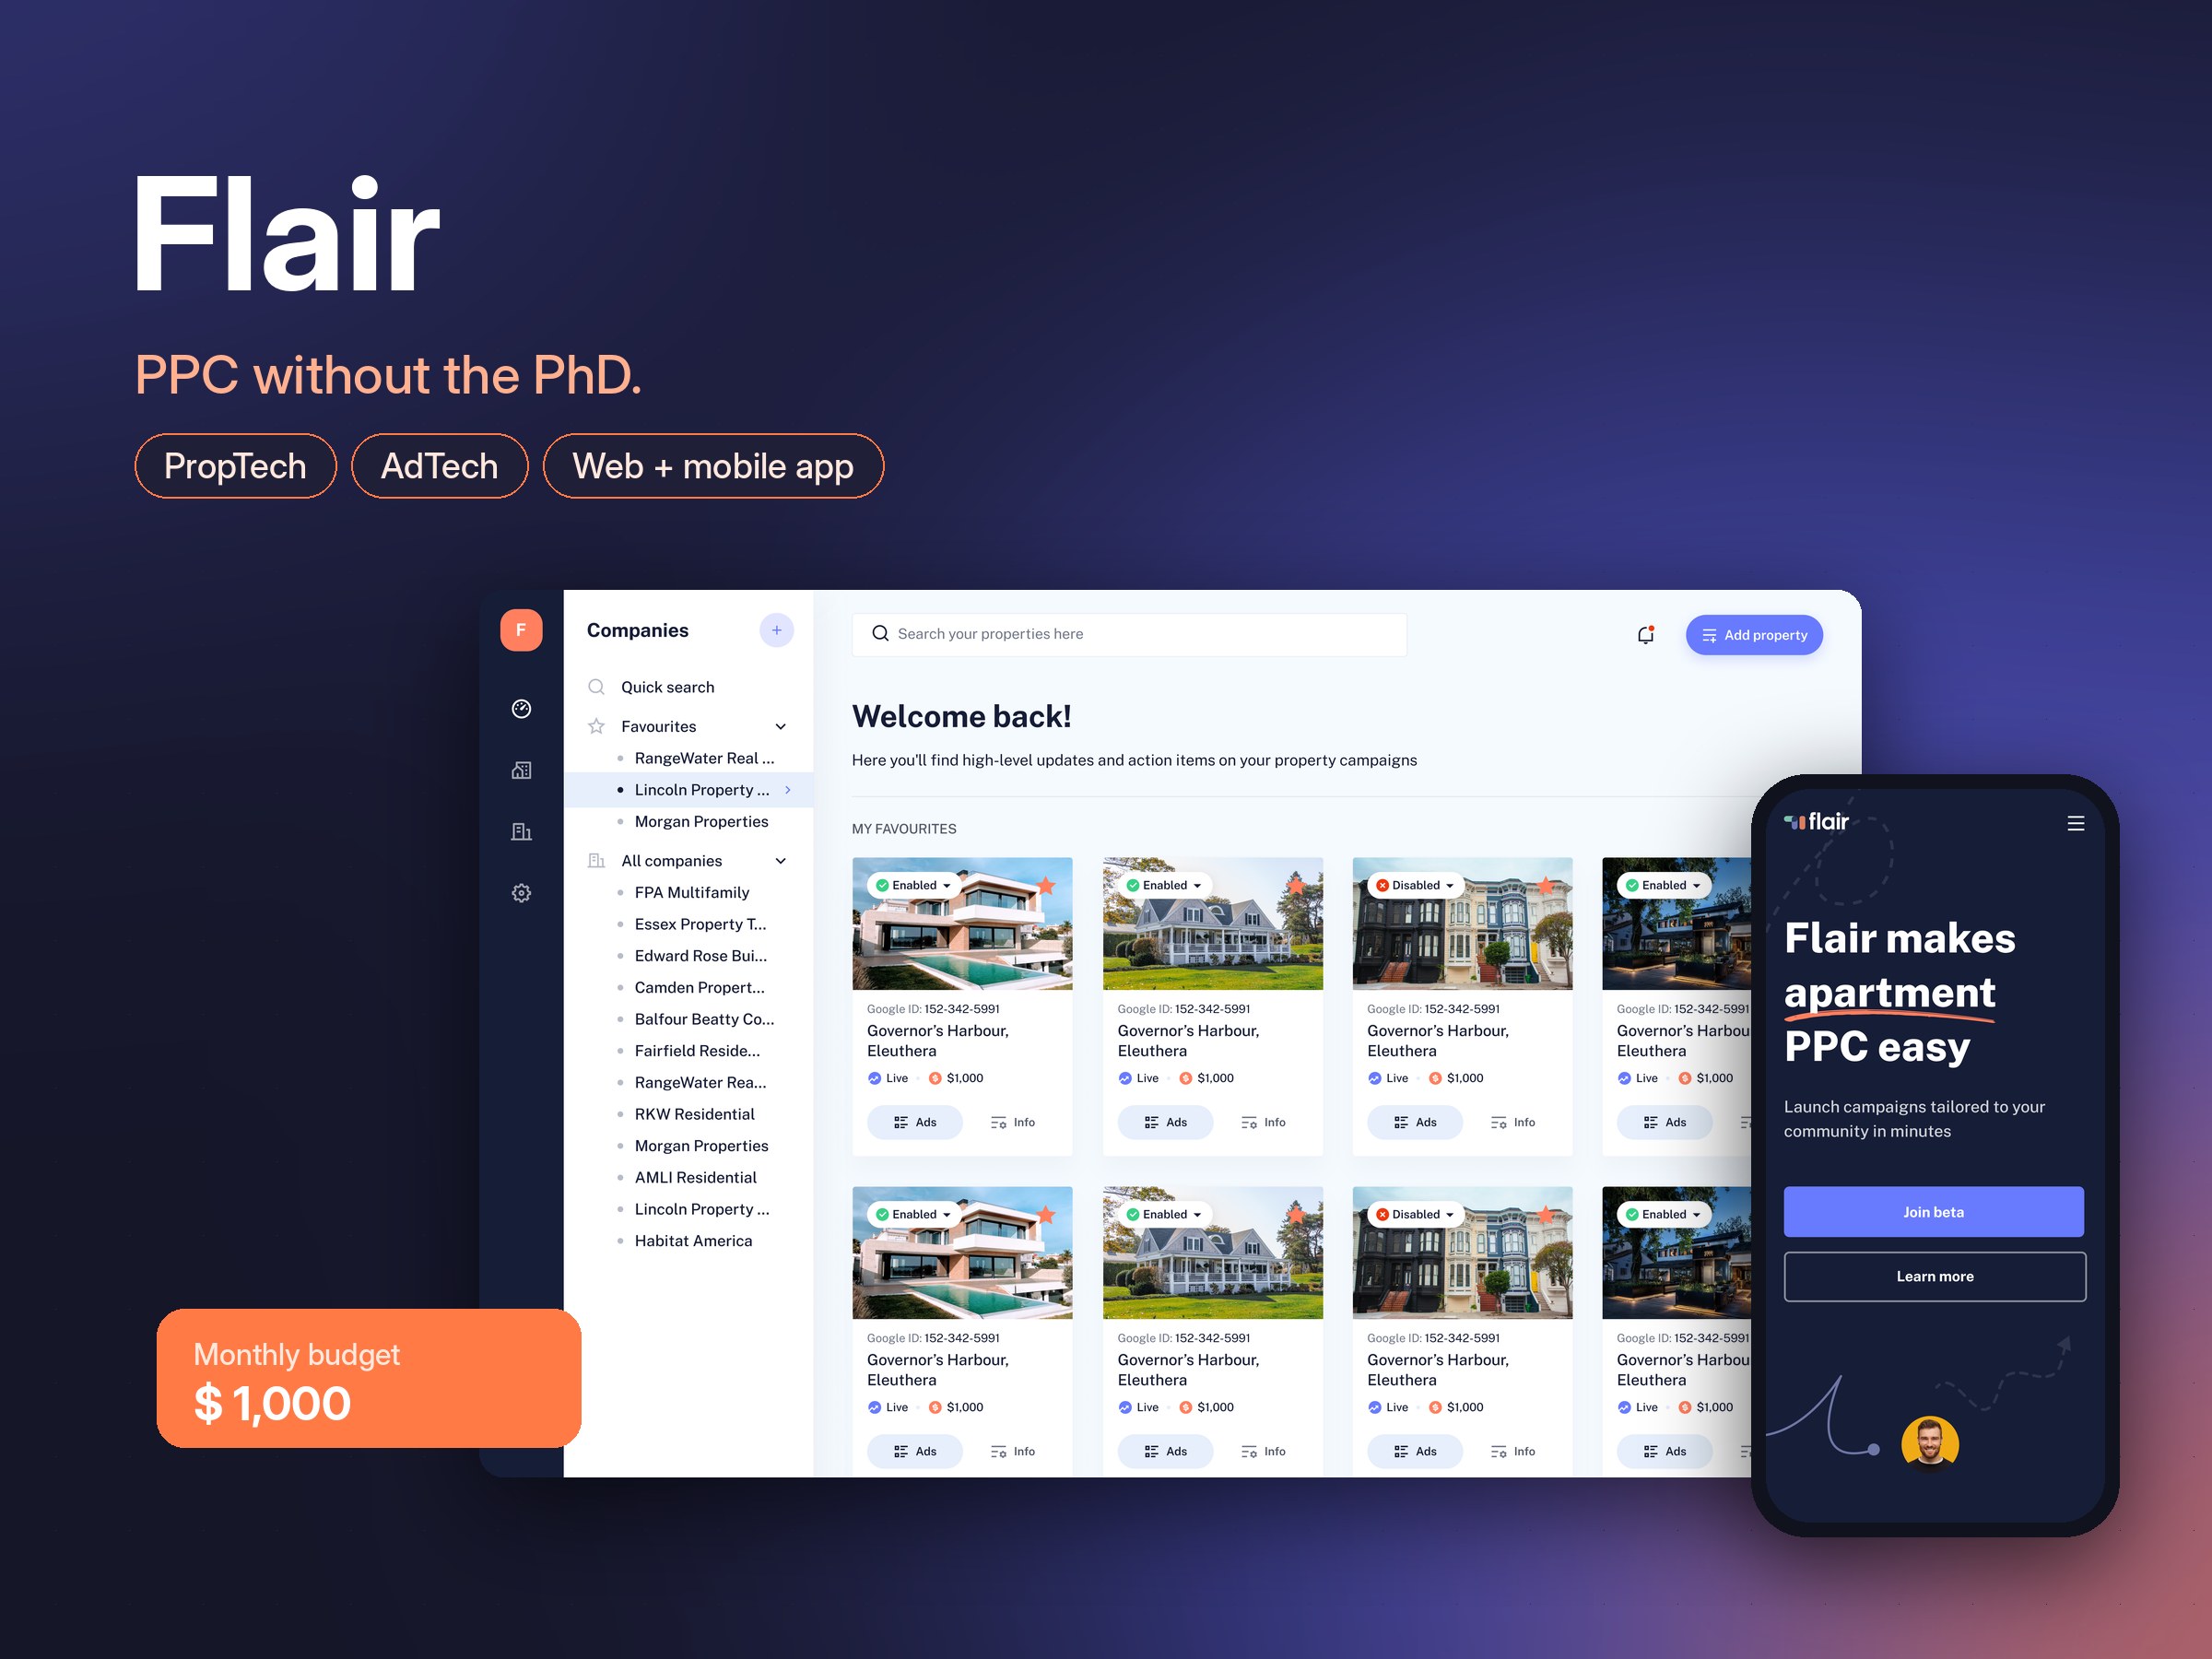 Flair
PPC without the PhD.
PropTech
AdTech
Web + mobile app
F
Companies
+
Quick search
Favourites
RangeWater Real ...
Lincoln Property ...
Morgan Properties
All companies
FPA Multifamily
Essex Property T...
Edward Rose Bui...
Camden Propert...
Balfour Beatty Co...
Fairfield Reside...
RangeWater Rea...
RKW Residential
Morgan Properties
AMLI Residential
Lincoln Property ...
Habitat America
Search your properties here
Add property
Welcome back!
Here you'll find high-level updates and action items on your property campaigns
MY FAVOURITES
Enabled
Google ID: 152-342-5991
Governor's Harbour,
Eleuthera
Live $1,000
Ads Info
Enabled
Google ID: 152-342-5991
Governor's Harbour,
Eleuthera
Live $1,000
Ads Info
Disabled
Google ID: 152-342-5991
Governor's Harbour,
Eleuthera
Live $1,000
Ads Info
Enabled
Google ID: 152-342-5991
Governor's Harbou
Eleuthera
Live $1,000
Ads
Enabled
Google ID: 152-342-5991
Governor's Harbour,
Eleuthera
Live $1,000
Ads Info
Enabled
Google ID: 152-342-5991
Governor's Harbour,
Eleuthera
Live $1,000
Ads Info
Disabled
Google ID: 152-342-5991
Governor's Harbour,
Eleuthera
Live $1,000
Ads Info
Enabled
Google ID: 152-342-5991
Governor's Harbou
Eleuthera
Live $1,000
Ads
Monthly budget
$ 1,000
flair
Flair makes
apartment
PPC easy
Launch campaigns tailored to your
community in minutes
Join beta
Learn more